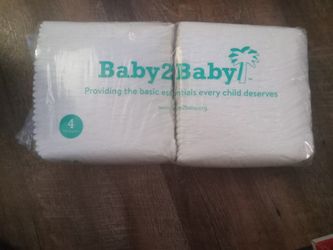 Baby2Baby
Providing the basic essentials every child deserves
4